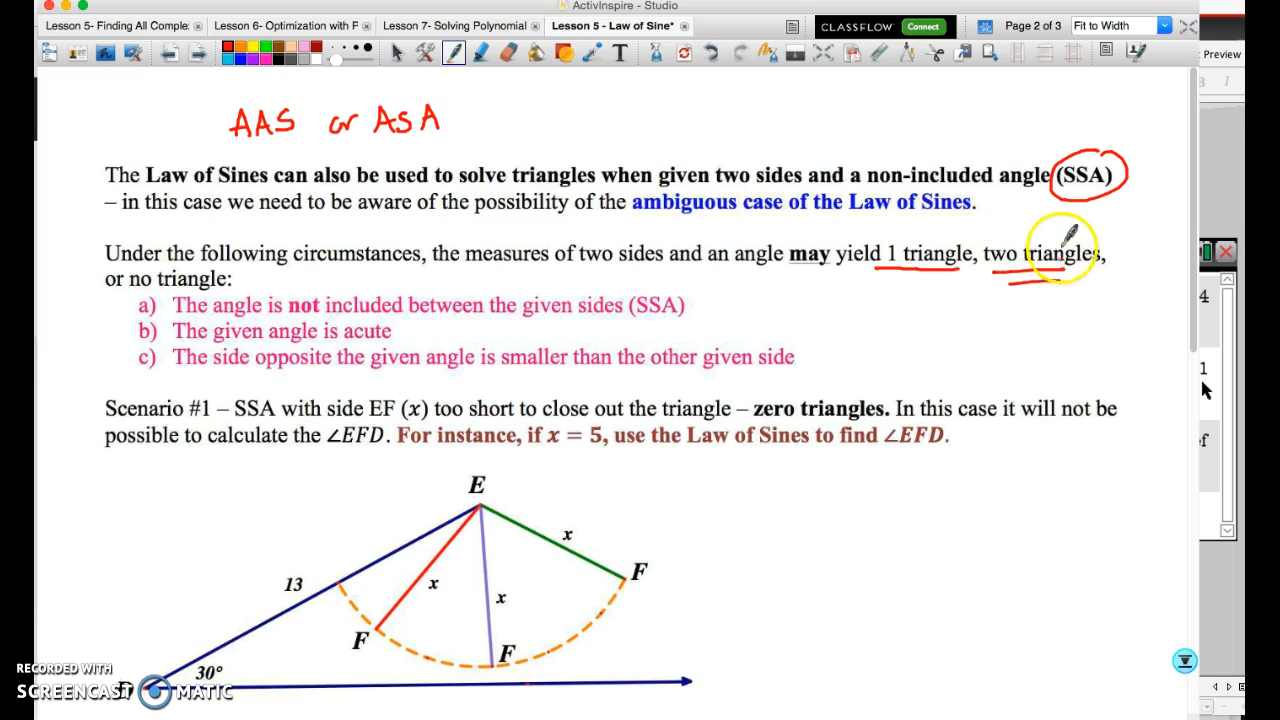 ActivInspire - Studio
Lesson 5- Finding All Comple: Lesson 6- Optimization with P Lesson 7- Solving Polynomial Lesson 5 - Law of Sine*
CLASSFLOW Connect Page 2 of 3 Fit to Width
Preview
B I
T
AAS or ASA
The Law of Sines can also be used to solve triangles when given two sides and a non-included angle (SSA)
– in this case we need to be aware of the possibility of the ambiguous case of the Law of Sines.
Under the following circumstances, the measures of two sides and an angle may yield 1 triangle, two triangles,
or no triangle:
a) The angle is not included between the given sides (SSA)
b) The given angle is acute
c) The side opposite the given angle is smaller than the other given side
4
1
ef
Scenario #1 – SSA with side EF (x) too short to close out the triangle – zero triangles. In this case it will not be
possible to calculate the ∠EFD. For instance, if x = 5, use the Law of Sines to find ∠EFD.
E
x
F
13
x
x
F
F
30°
D
RECORDED WITH
SCREENCAST MATIC